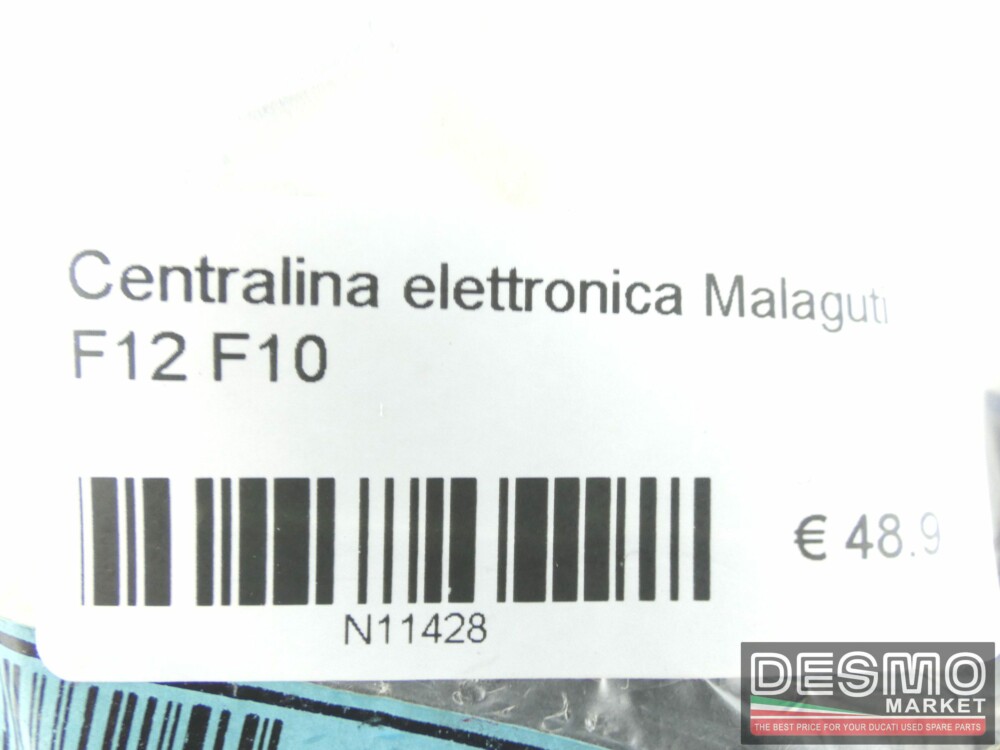 Centralina elettronica Malaguti
F12 F10
€ 48.9
N11428
DESMO
MARKET
THE BEST PRICE FOR YOUR DUCATI USED SPARE PARTS